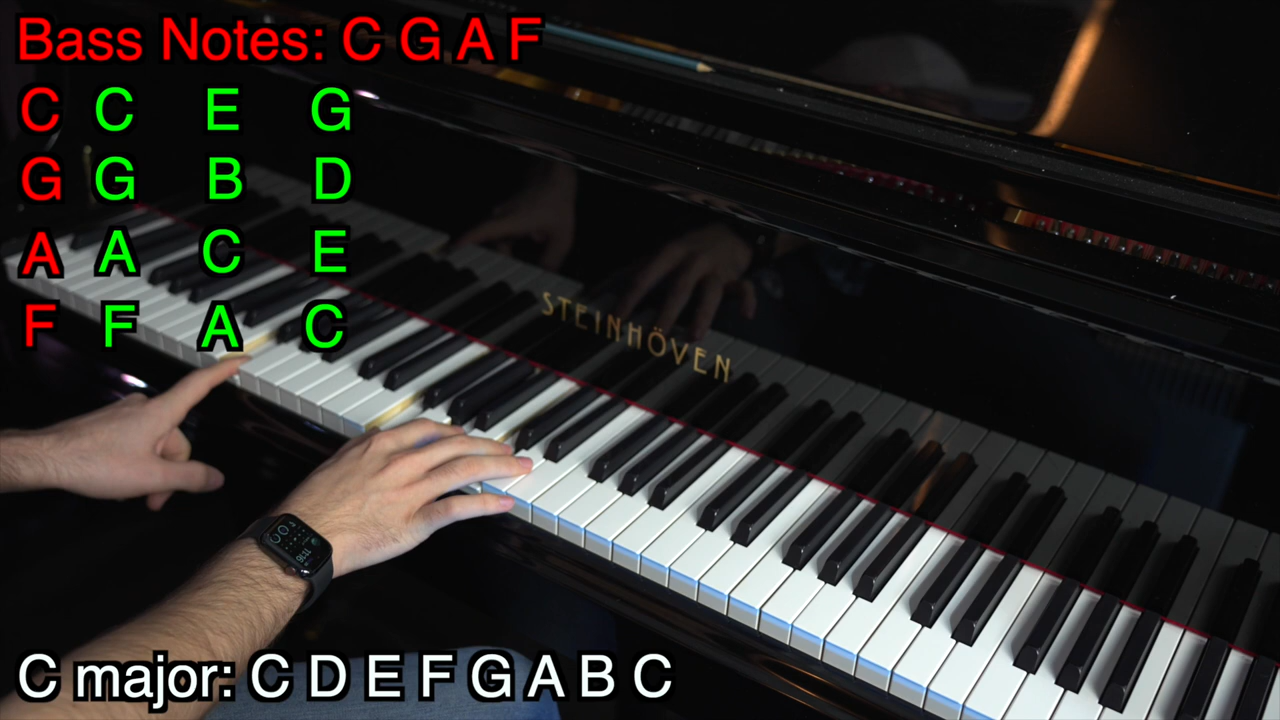 Bass Notes: C G A F
C C E G
G G B D
A A C E
F F A C
STEINHÖVEN
C major: C D E F G A B C